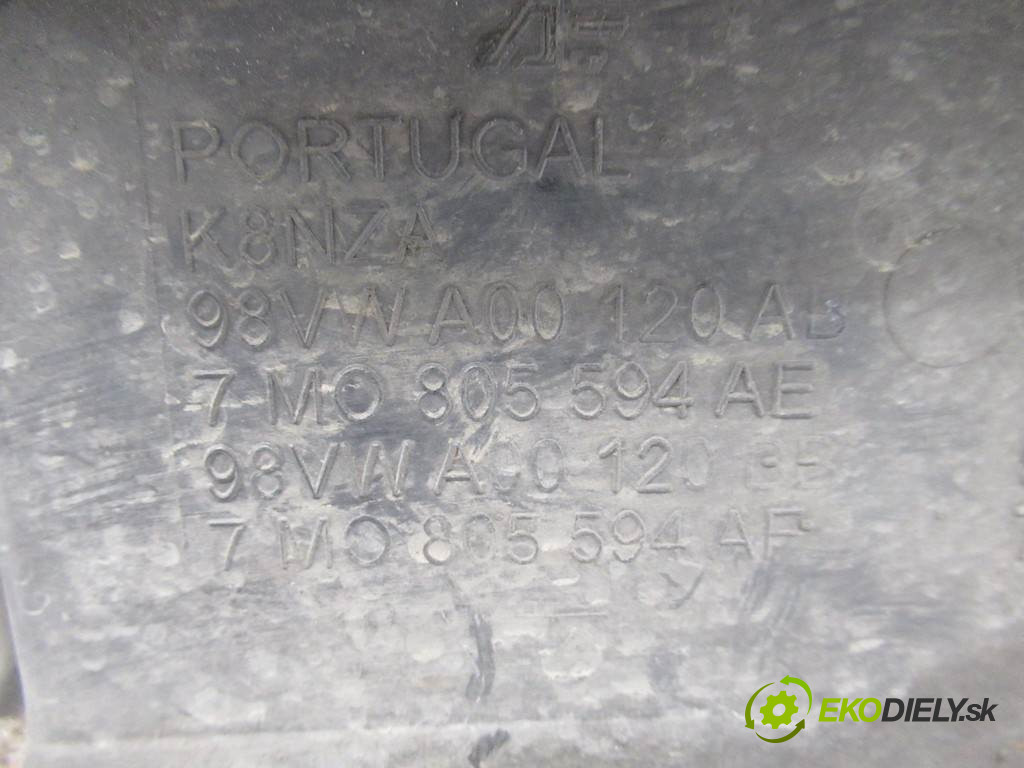 PORTUGAL
K8NZA
98VW A00 120 AB
7 MO 805 594 AE
98VW A00 120 BB
7 MO 805 594 AF
EKODIELY.sk